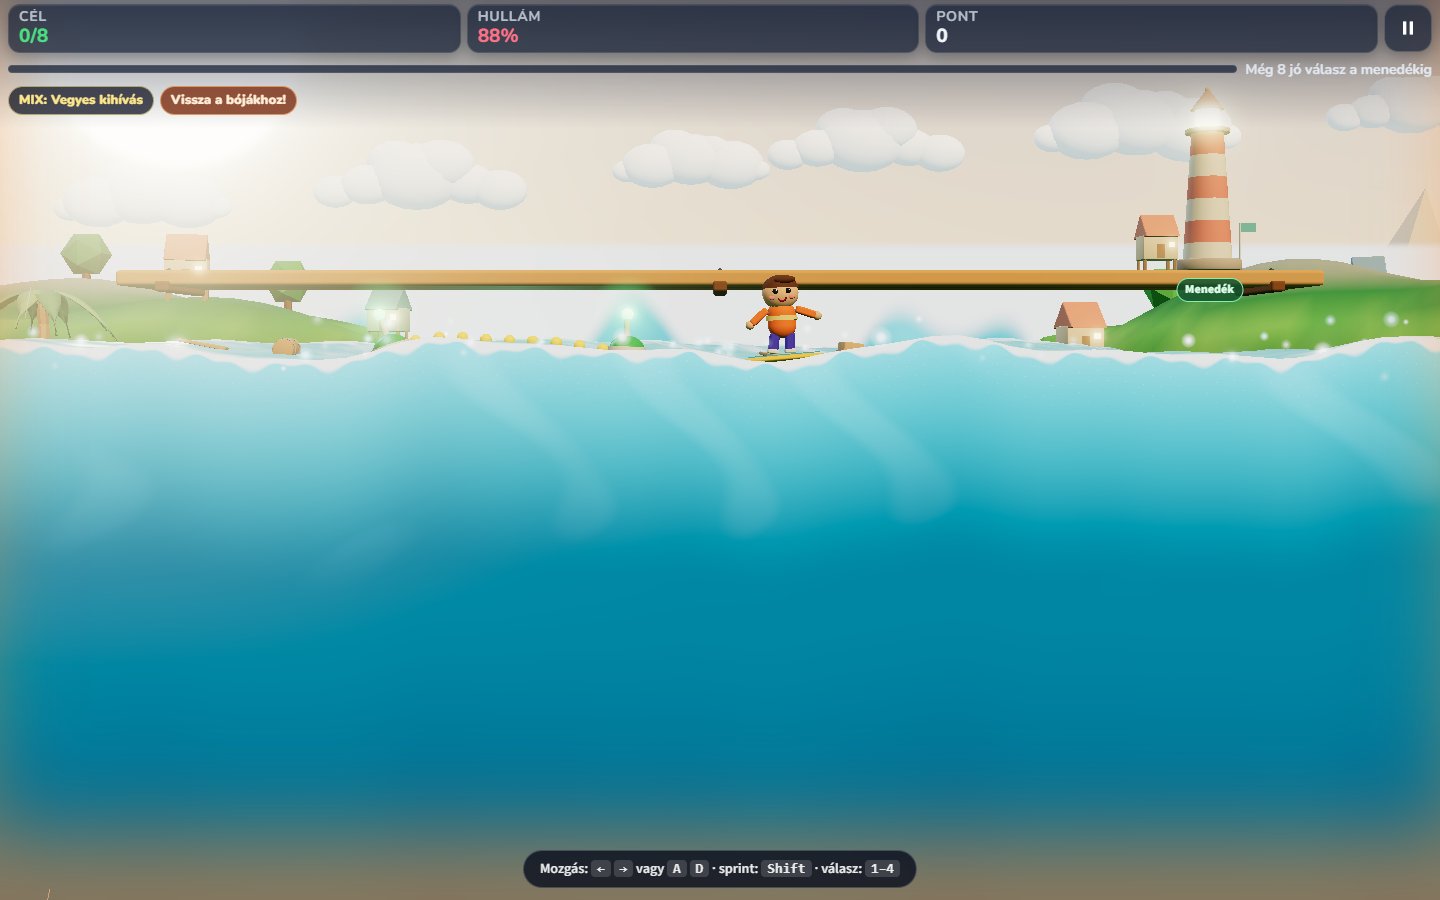 CÉL
0/8
HULLÁM
88%
PONT
0
Még 8 jó válasz a menedékig
MIX: Vegyes kihívás
Vissza a bójákhoz!
Menedék
Mozgás: ← → vagy A D · sprint: Shift · válasz: 1–4